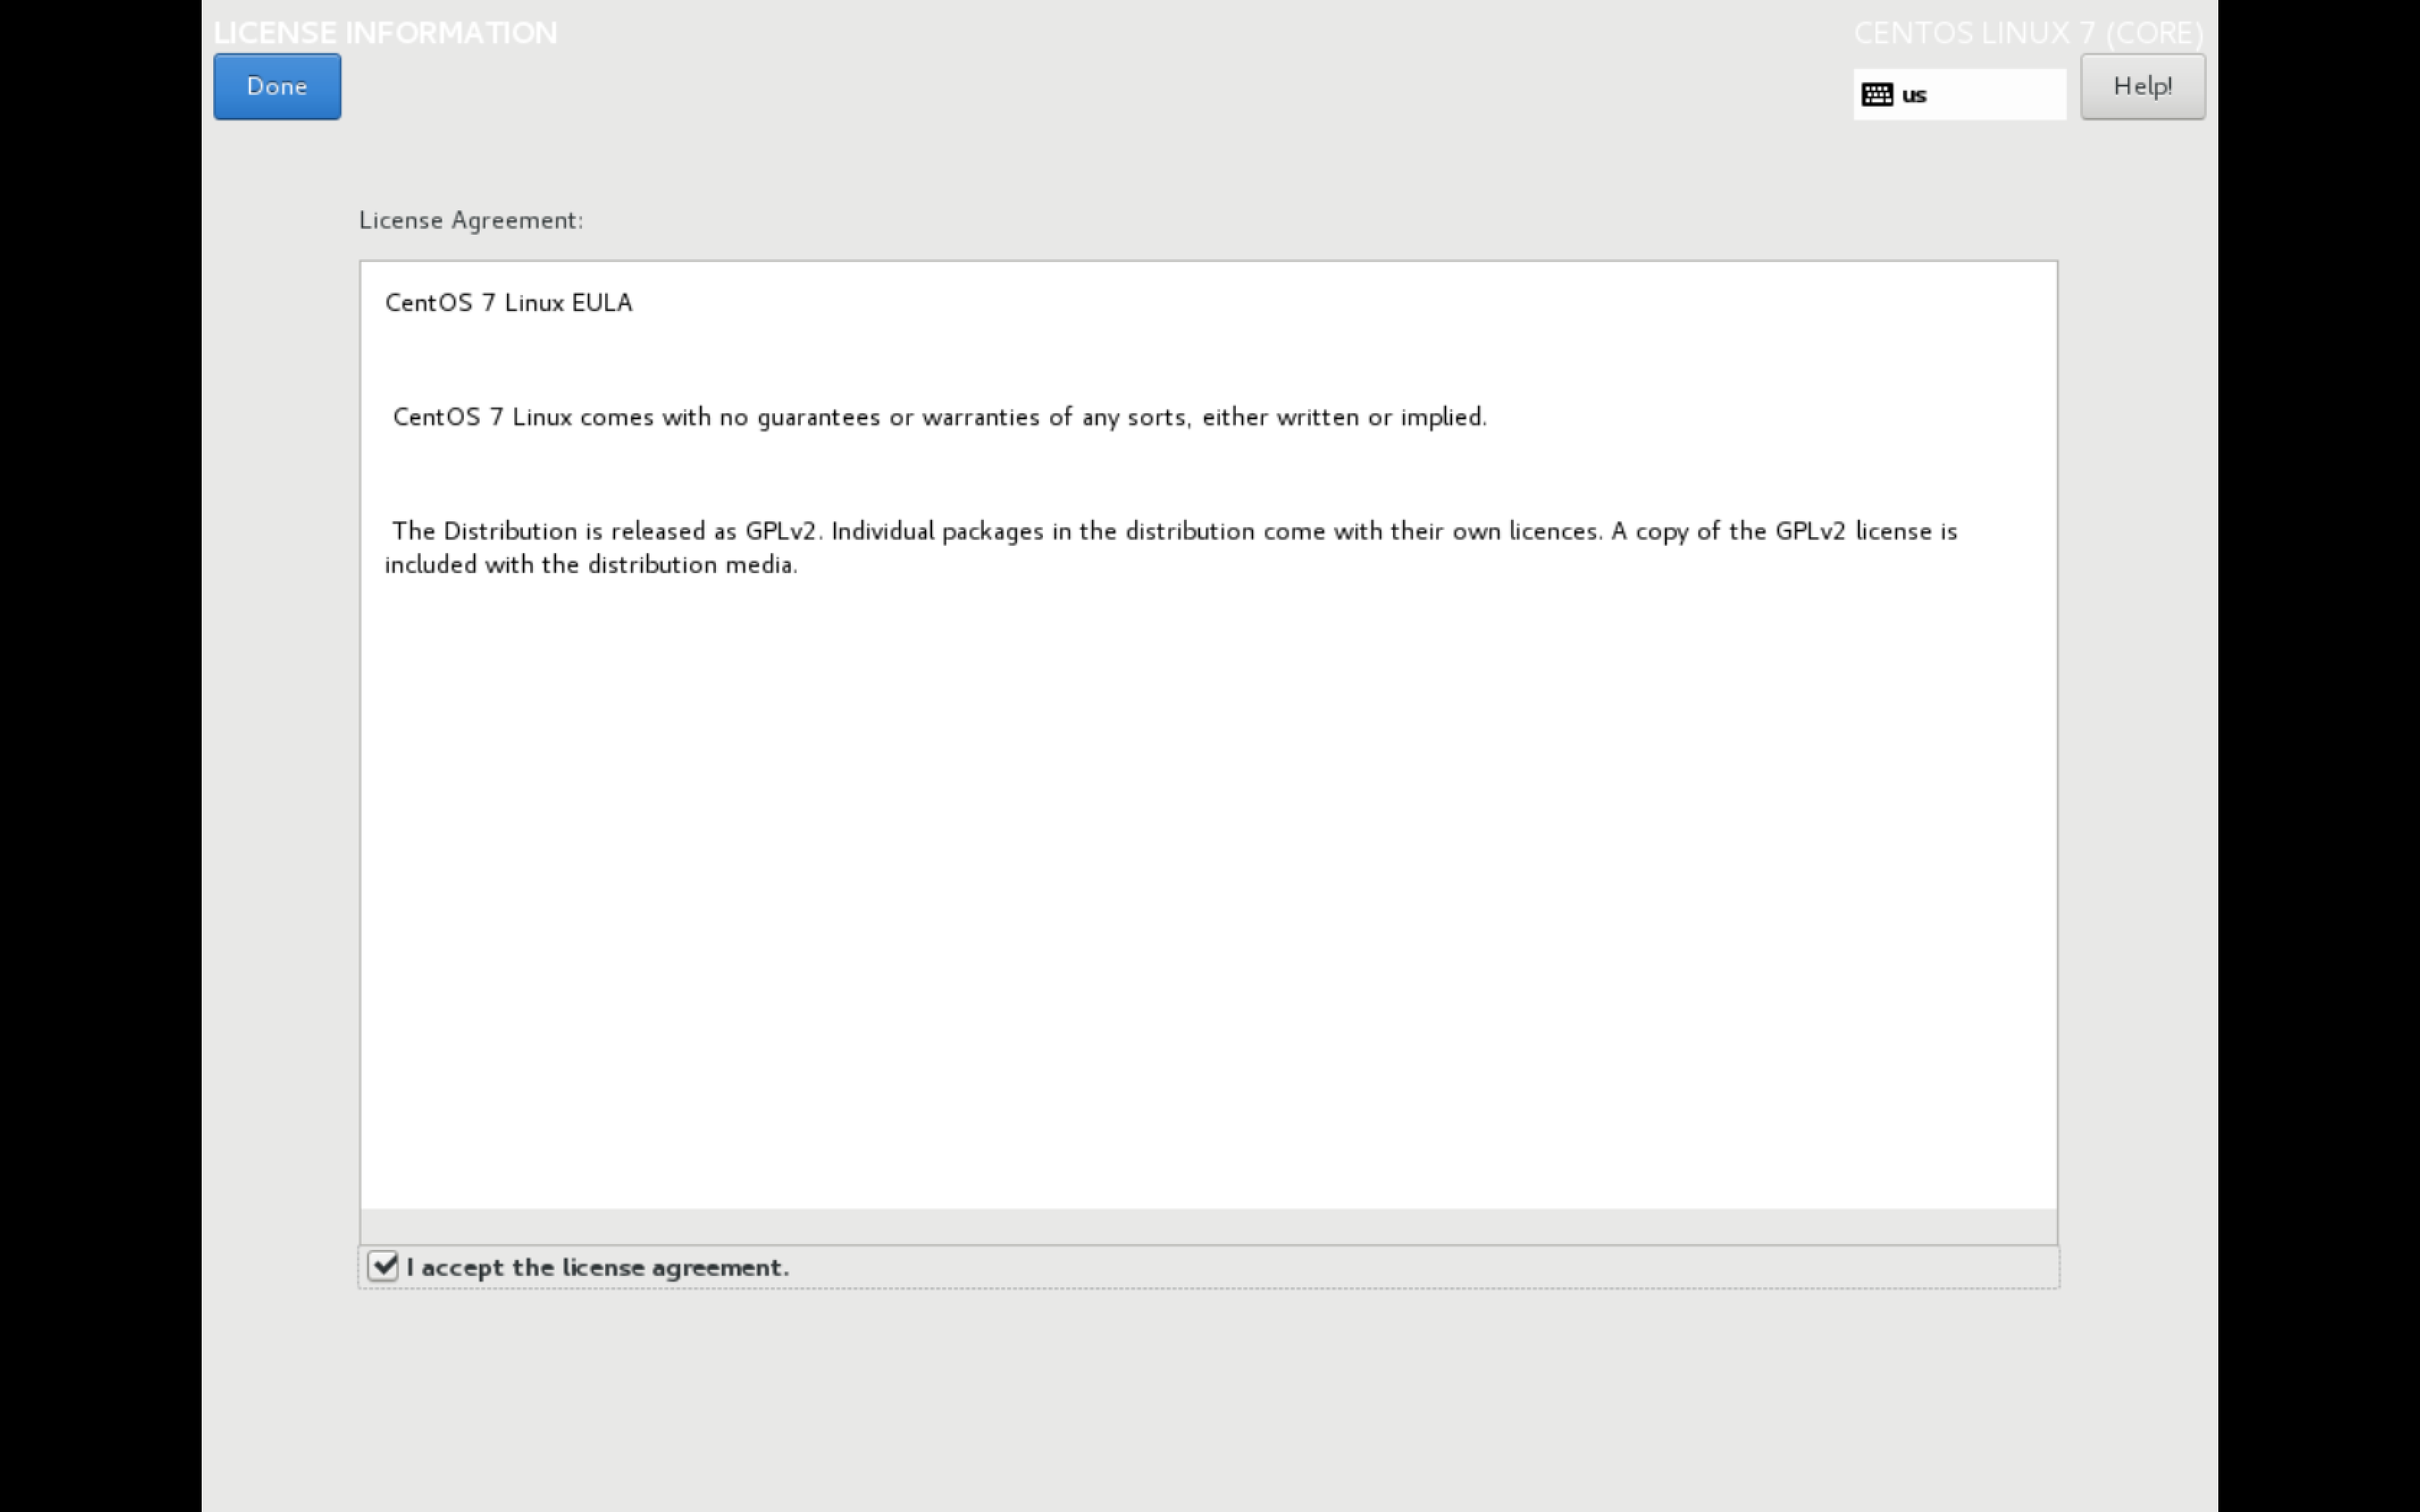 LICENSE INFORMATION
CENTOS LINUX 7 (CORE)
Done
us
Help!
License Agreement:
CentOS 7 Linux EULA
CentOS 7 Linux comes with no guarantees or warranties of any sorts, either written or implied.
The Distribution is released as GPLv2. Individual packages in the distribution come with their own licences. A copy of the GPLv2 license is
included with the distribution media.
I accept the license agreement.